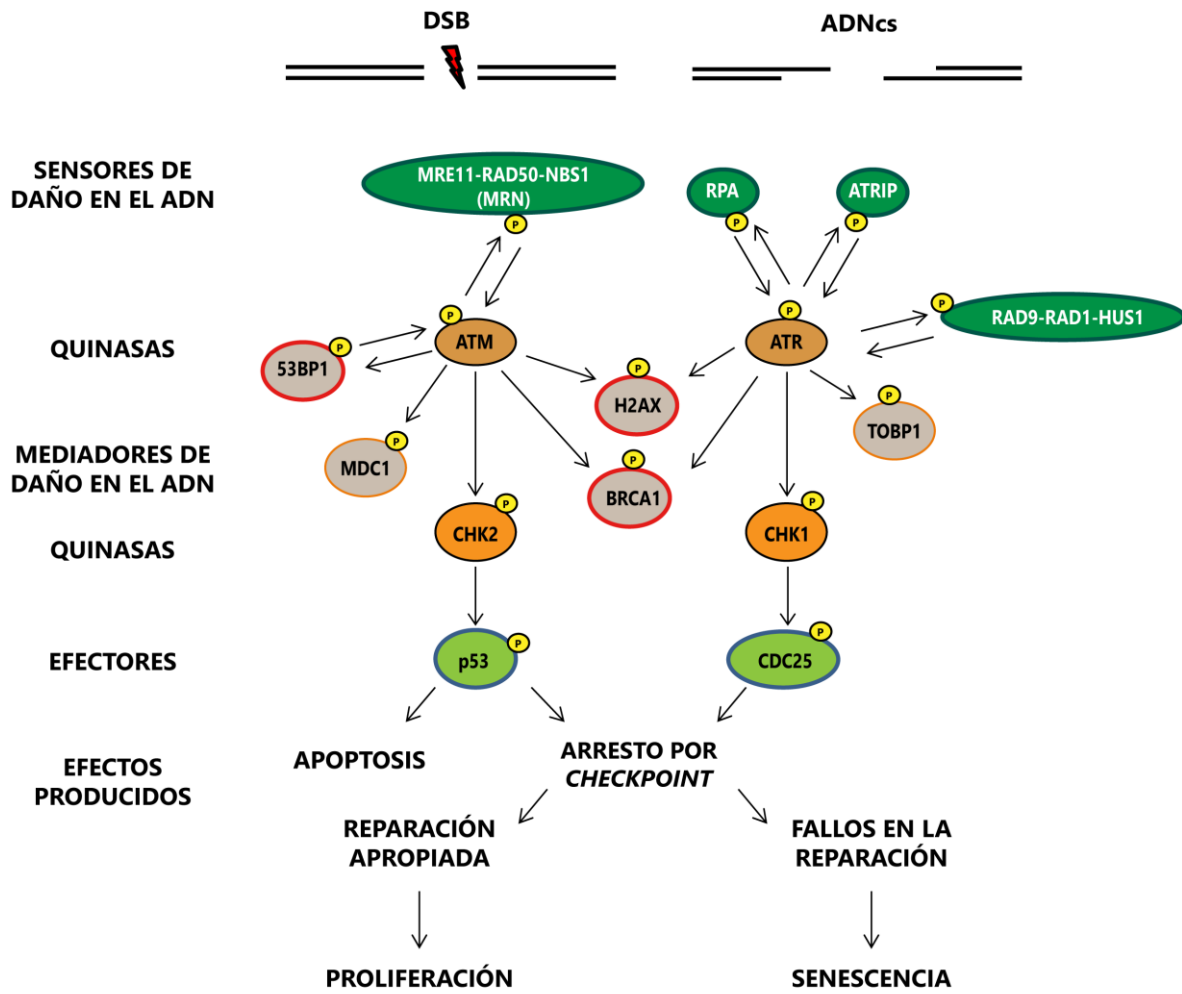 DSB
ADNcs
SENSORES DE
DAÑO EN EL ADN
MRE11-RAD50-NBS1
(MRN)
P
RPA
P
ATRIP
P
QUINASAS
P
ATM
P
ATR
P
RAD9-RAD1-HUS1
P
53BP1
P
H2AX
P
TOBP1
MEDIADORES DE
DAÑO EN EL ADN
P
MDC1
P
BRCA1
QUINASAS
P
CHK2
P
CHK1
EFECTORES
P
p53
P
CDC25
EFECTOS
PRODUCIDOS
APOPTOSIS
ARRESTO POR
CHECKPOINT
REPARACIÓN
APROPIADA
FALLOS EN LA
REPARACIÓN
PROLIFERACIÓN
SENESCENCIA